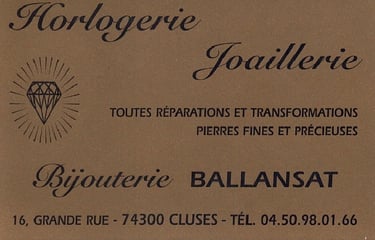 Horlogerie
Joaillerie
TOUTES RÉPARATIONS ET TRANSFORMATIONS
PIERRES FINES ET PRÉCIEUSES
Bijouterie BALLANSAT
16, GRANDE RUE - 74300 CLUSES - TÉL. 04.50.98.01.66